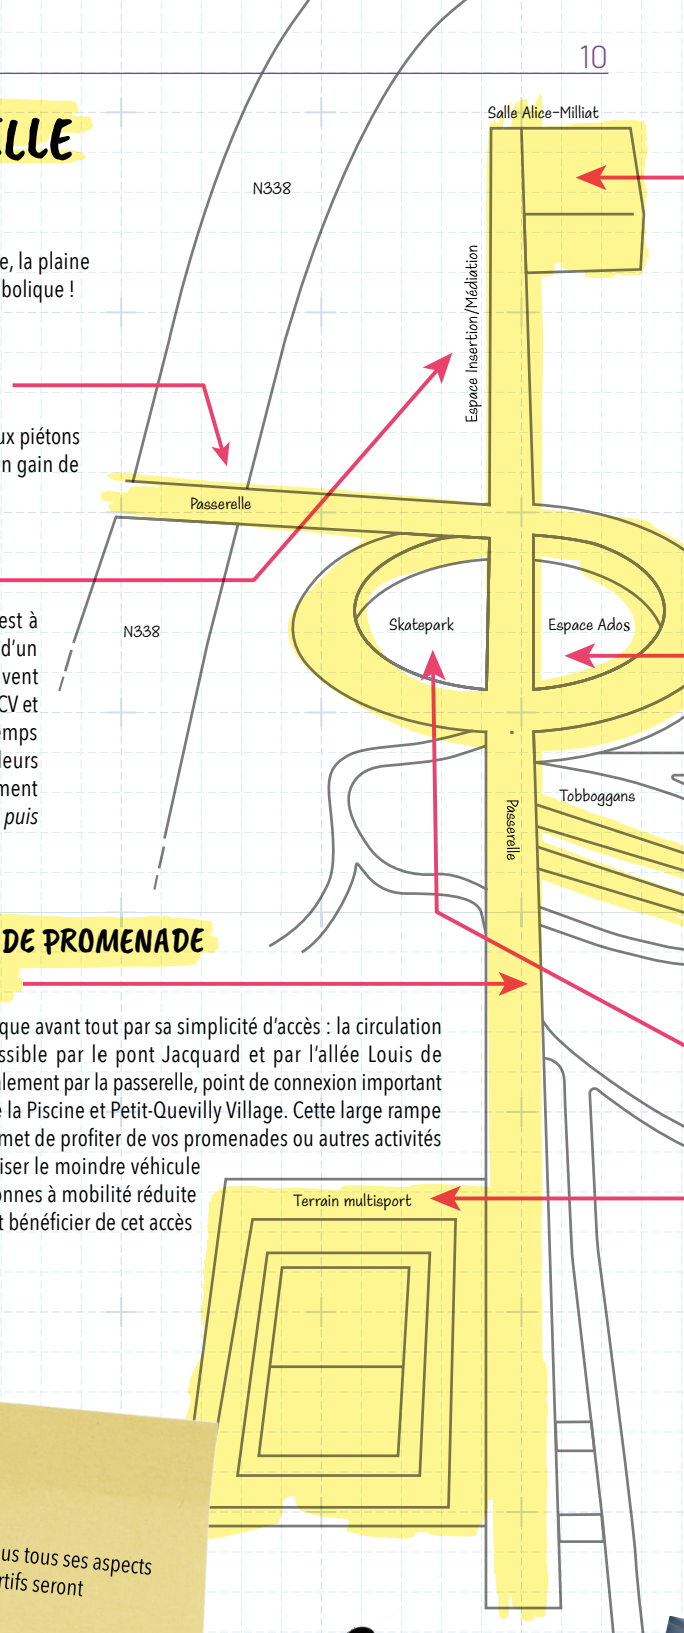 10
Salle Alice-Milliat
ELLE
N338
e, la plaine
bolique !
Espace Insertion/Médiation
ux piétons
n gain de
Passerelle
est à
d'un
vent
CV et
emps
leurs
ment
puis
N338
Skatepark
Espace Ados
Tobboggans
Passerelle
DE PROMENADE
que avant tout par sa simplicité d'accès : la circulation
ssible par le pont Jacquard et par l'allée Louis de
alement par la passerelle, point de connexion important
e la Piscine et Petit-Quevilly Village. Cette large rampe
met de profiter de vos promenades ou autres activités
iser le moindre véhicule
onnes à mobilité réduite
t bénéficier de cet accès
Terrain multisport
us tous ses aspects
rtifs seront